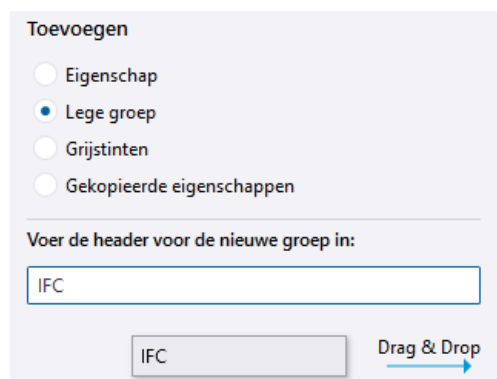 Toevoegen
Eigenschap
Lege groep
Grijstinten
Gekopieerde eigenschappen
Voer de header voor de nieuwe groep in:
IFC
IFC Drag & Drop